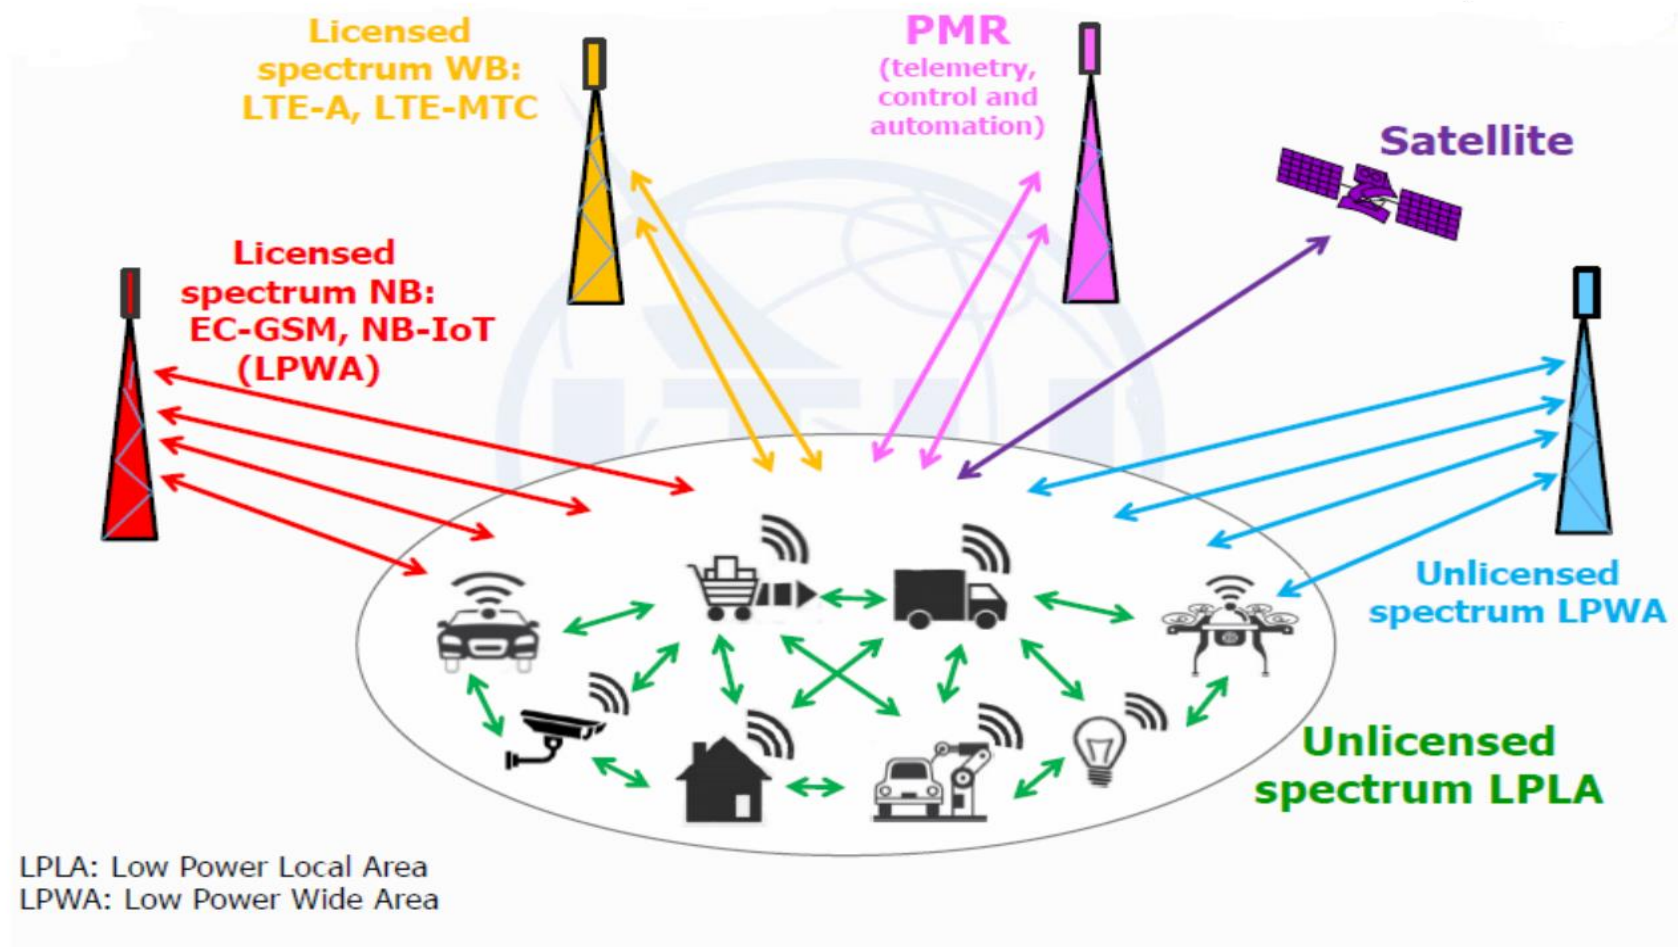 Licensed
spectrum WB:
LTE-A, LTE-MTC
PMR
(telemetry,
control and
automation)
Satellite
Licensed
spectrum NB:
EC-GSM, NB-IoT
(LPWA)
Unlicensed
spectrum LPWA
Unlicensed
spectrum LPLA
LPLA: Low Power Local Area
LPWA: Low Power Wide Area
ITU